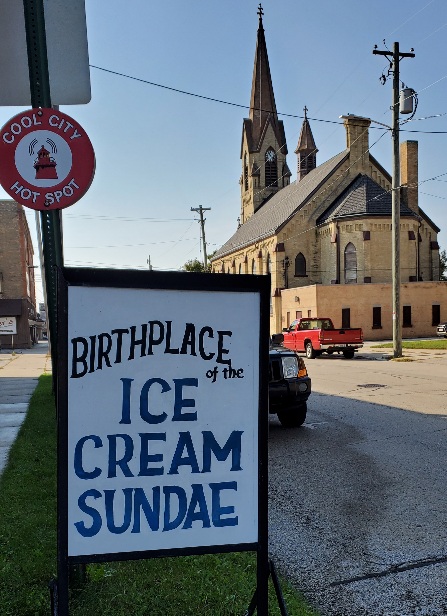 COOL CITY
HOT SPOT
BIRTHPLACE
of the
ICE
CREAM
SUNDAE